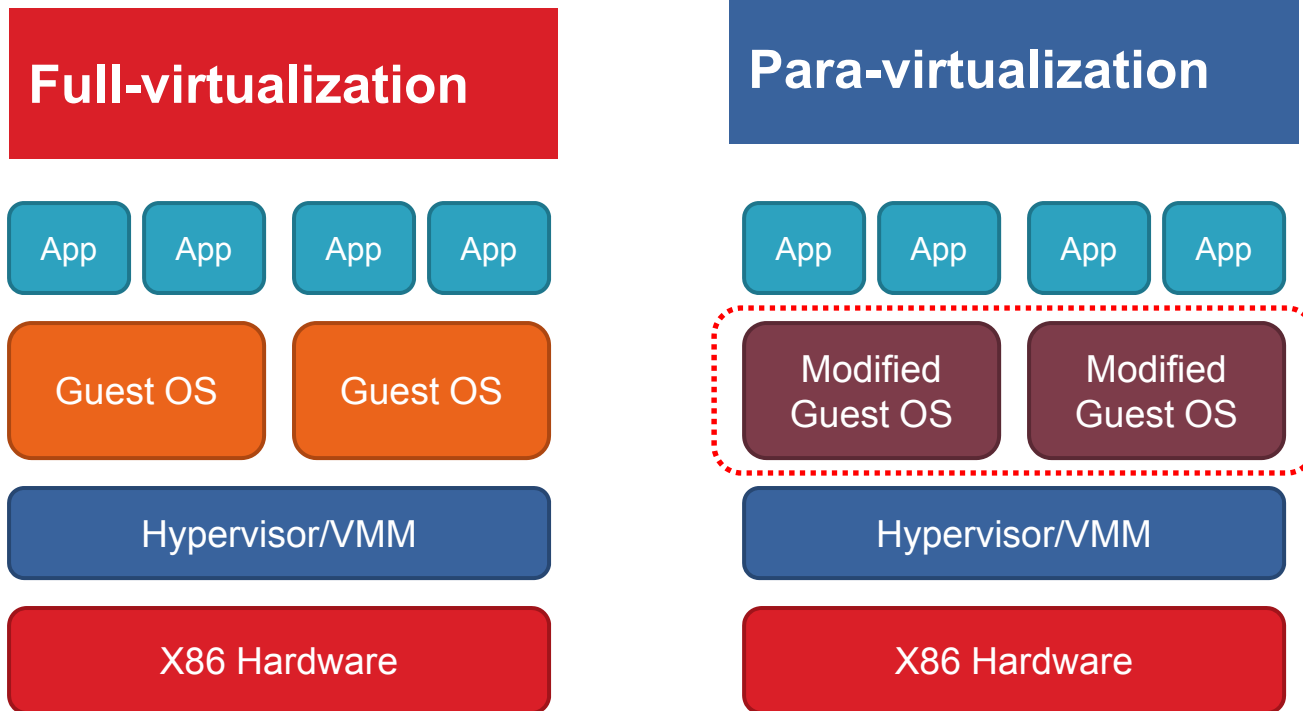 Full-virtualization
App App App App
Guest OS Guest OS
Hypervisor/VMM
X86 Hardware
Para-virtualization
App App App App
Modified
Guest OS
Modified
Guest OS
Hypervisor/VMM
X86 Hardware